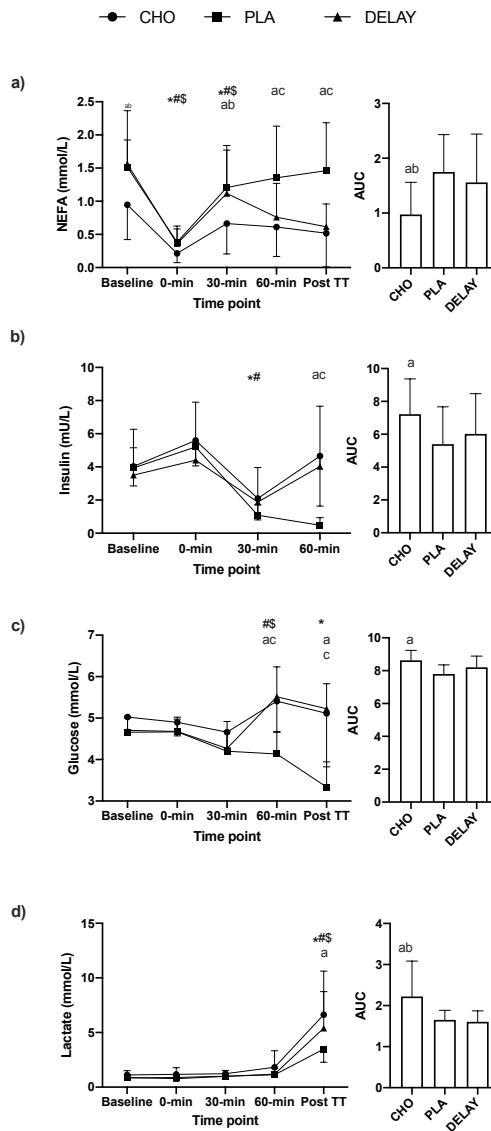 CHO PLA DELAY
a)
NEFA (mmol/L)
2.5
2.0
1.5
1.0
0.5
0.0
ab
*#$
*#$
ab
ac
ac
Baseline 0-min 30-min 60-min Post TT
Time point
AUC
3
2
1
0
ab
CHO
PLA
DELAY
b)
Insulin (mU/L)
10
8
6
4
2
0
*#
ac
Baseline 0-min 30-min 60-min
Time point
AUC
10
8
6
4
2
0
a
CHO
PLA
DELAY
c)
Glucose (mmol/L)
7
6
5
4
3
#$
ac
*
a
c
Baseline 0-min 30-min 60-min Post TT
Time point
AUC
10
8
6
4
2
0
a
CHO
PLA
DELAY
d)
Lactate (mmol/L)
15
10
5
0
*#$
a
Baseline 0-min 30-min 60-min Post TT
Time point
AUC
4
3
2
1
0
ab
CHO
PLA
DELAY